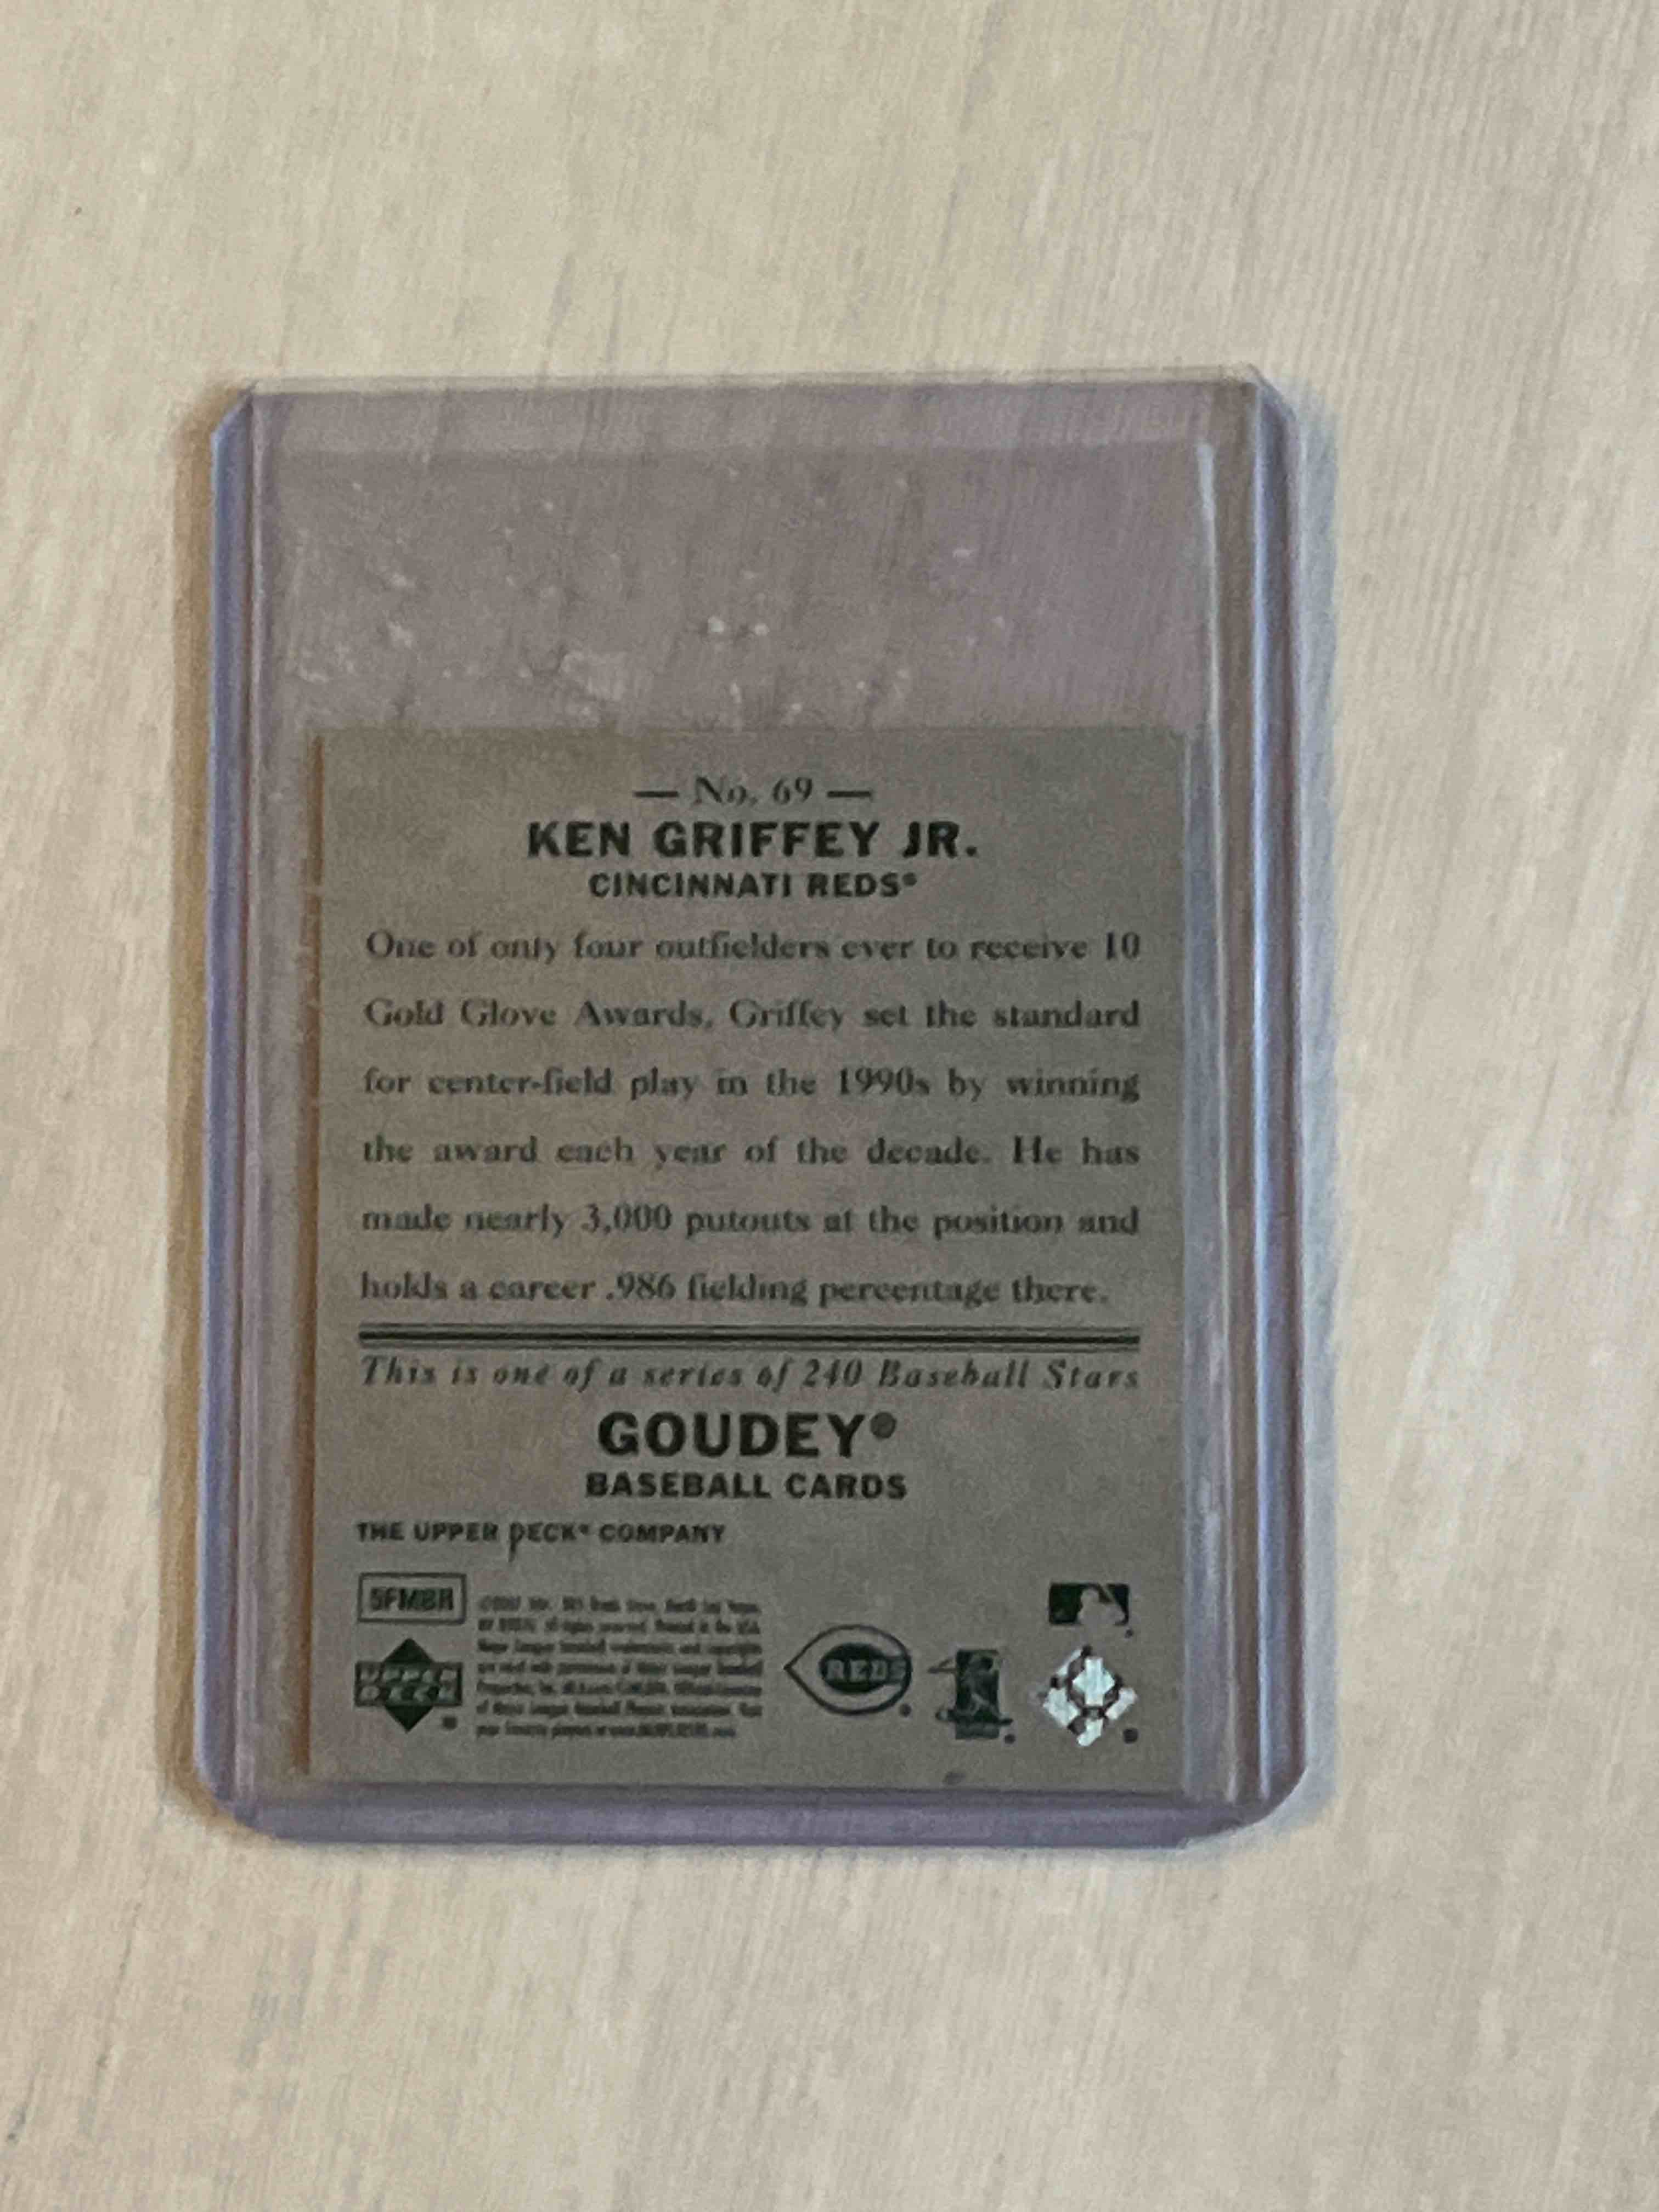 — No. 69 —
KEN GRIFFEY JR.
CINCINNATI REDS®
One of only four outfielders ever to receive 10
Gold Glove Awards, Griffey set the standard
for center-field play in the 1990s by winning
the award each year of the decade. He has
made nearly 3,000 putouts at the position and
holds a career .986 fielding percentage there.
This is one of a series of 240 Baseball Stars
GOUDEY®
BASEBALL CARDS
THE UPPER DECK® COMPANY
5FMBH
UPPER
DECK
REDS